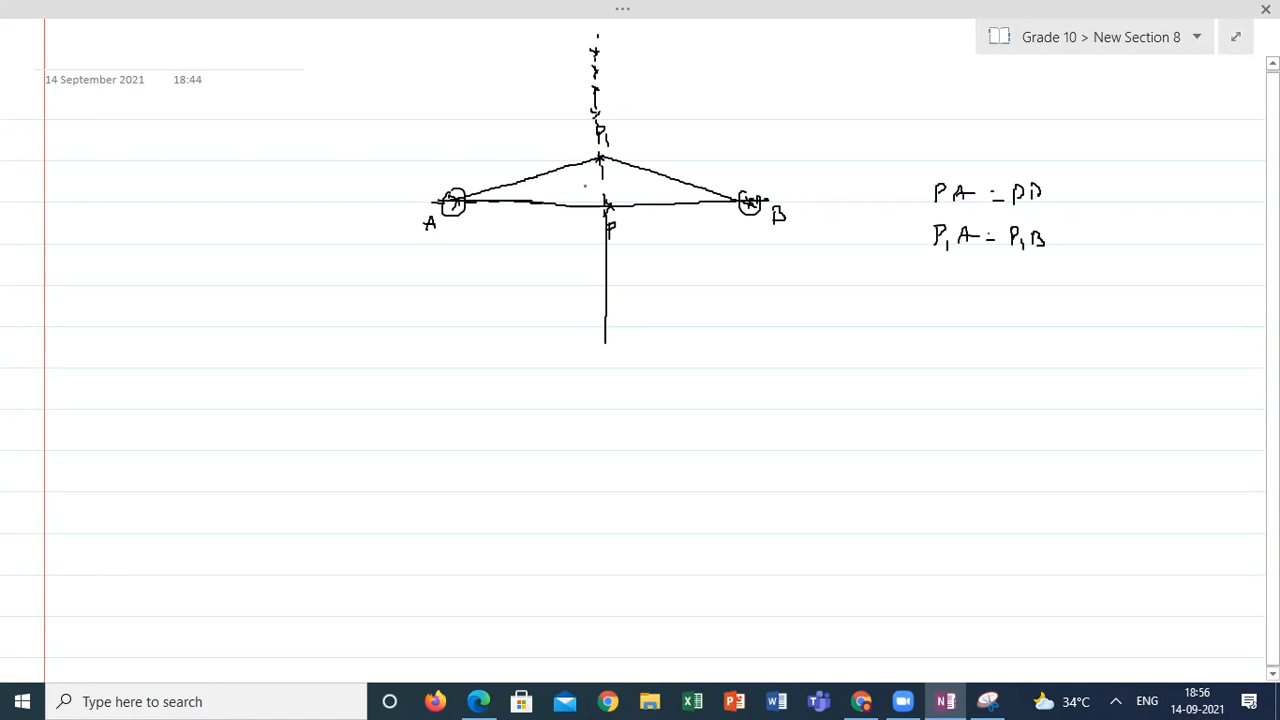 Grade 10 > New Section 8
14 September 2021 18:44
P1
A
P
B
PA = PD
P1A = P1B
Type here to search
34°C
ENG
18:56
14-09-2021